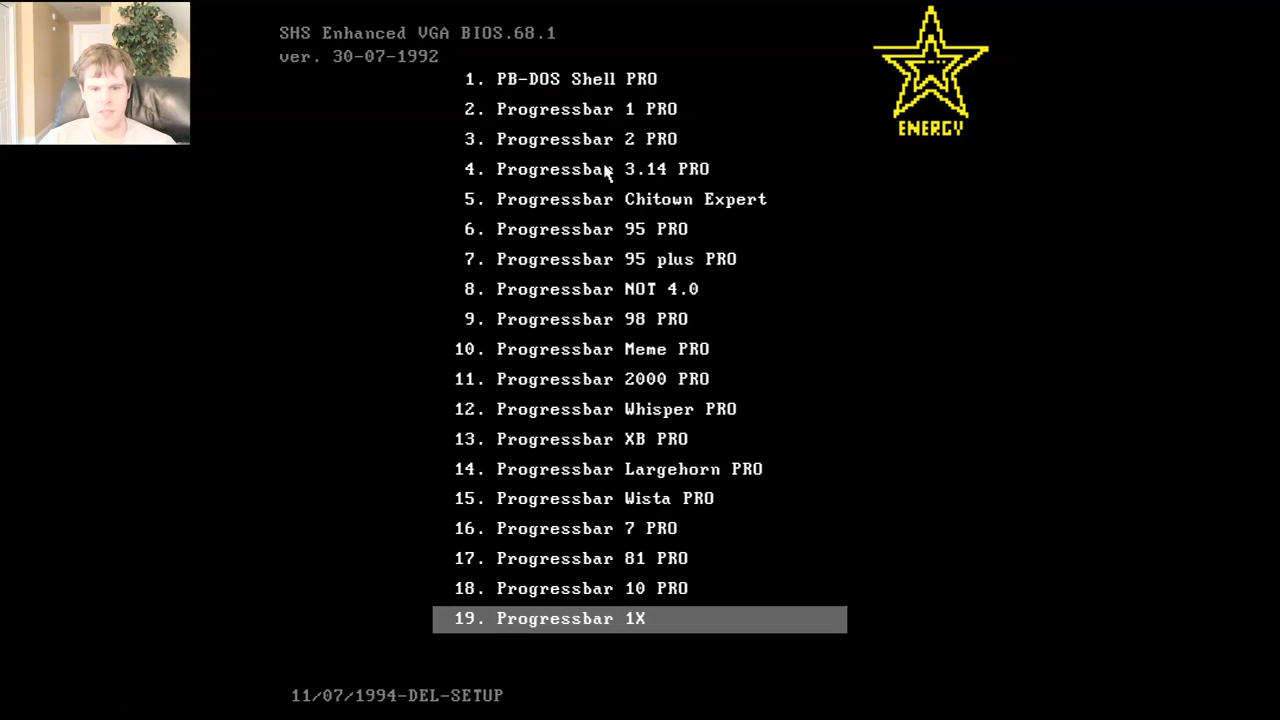 SHS Enhanced VGA BIOS.68.1
ver. 30-07-1992
ENERGY
1. PB-DOS Shell PRO
2. Progressbar 1 PRO
3. Progressbar 2 PRO
4. Progressbar 3.14 PRO
5. Progressbar Chitown Expert
6. Progressbar 95 PRO
7. Progressbar 95 plus PRO
8. Progressbar NOT 4.0
9. Progressbar 98 PRO
10. Progressbar Meme PRO
11. Progressbar 2000 PRO
12. Progressbar Whisper PRO
13. Progressbar XB PRO
14. Progressbar Largehorn PRO
15. Progressbar Wista PRO
16. Progressbar 7 PRO
17. Progressbar 81 PRO
18. Progressbar 10 PRO
19. Progressbar 1X
11/07/1994-DEL-SETUP